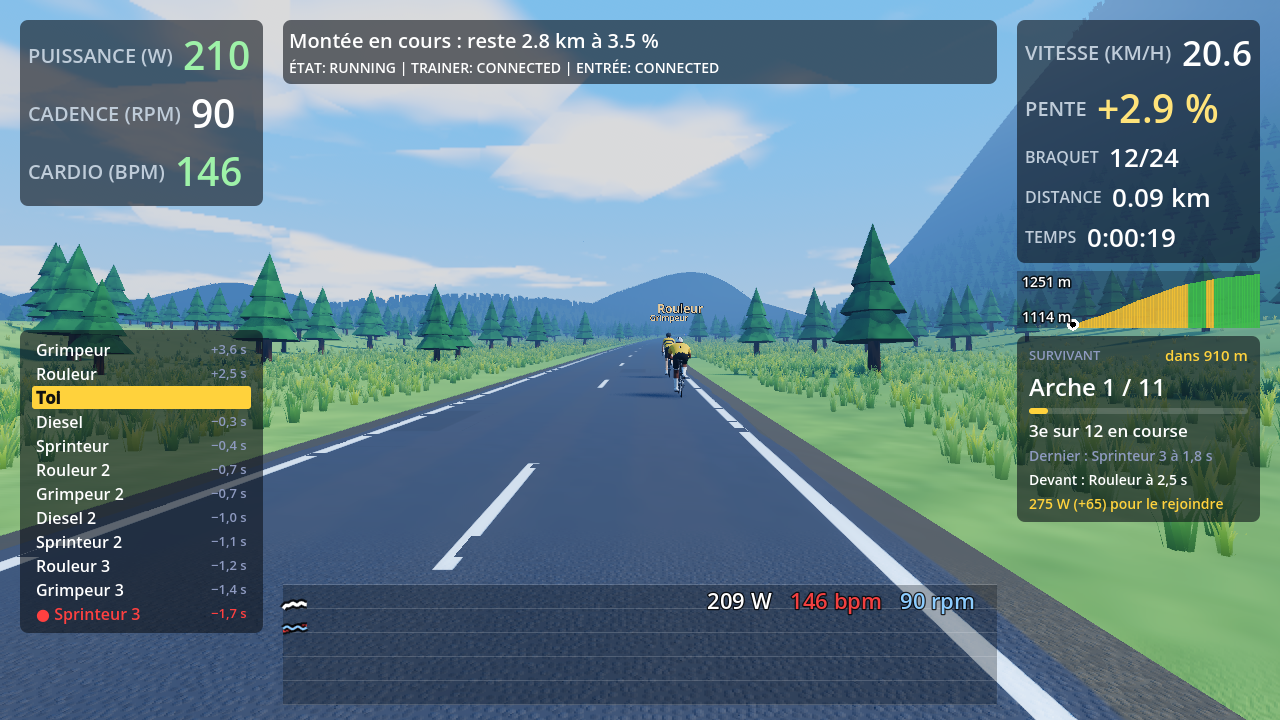 PUISSANCE (W) 210
CADENCE (RPM) 90
CARDIO (BPM) 146
Montée en cours : reste 2.8 km à 3.5 %
ÉTAT: RUNNING | TRAINER: CONNECTED | ENTRÉE: CONNECTED
VITESSE (KM/H) 20.6
PENTE +2.9 %
BRAQUET 12/24
DISTANCE 0.09 km
TEMPS 0:00:19
1251 m
1114 m
Rouleur
Grimpeur
Grimpeur +3,6 s
Rouleur +2,5 s
Toi
Diesel −0,3 s
Sprinteur −0,4 s
Rouleur 2 −0,7 s
Grimpeur 2 −0,7 s
Diesel 2 −1,0 s
Sprinteur 2 −1,1 s
Rouleur 3 −1,2 s
Grimpeur 3 −1,4 s
Sprinteur 3 −1,7 s
SURVIVANT dans 910 m
Arche 1 / 11
3e sur 12 en course
Dernier : Sprinteur 3 à 1,8 s
Devant : Rouleur à 2,5 s
275 W (+65) pour le rejoindre
209 W 146 bpm 90 rpm